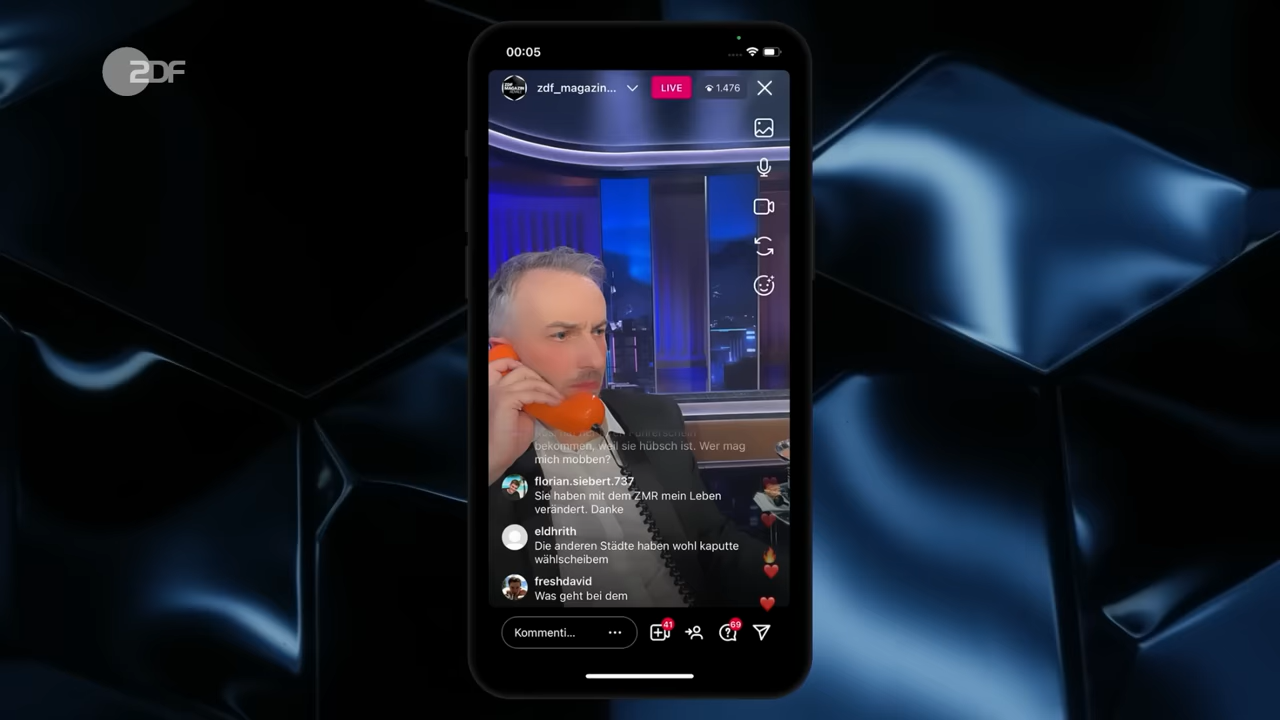 ZDF
00:05
zdf_magazin...
LIVE
1.476
ZDF
MAGAZIN
bekommen, weil sie hübsch ist. Wer mag
mich mobben?
florian.siebert.737
Sie haben mit dem ZMR mein Leben
verändert. Danke
eldhrith
Die anderen Städte haben wohl kaputte
wählscheibem
freshdavid
Was geht bei dem
Kommenti...
41
69